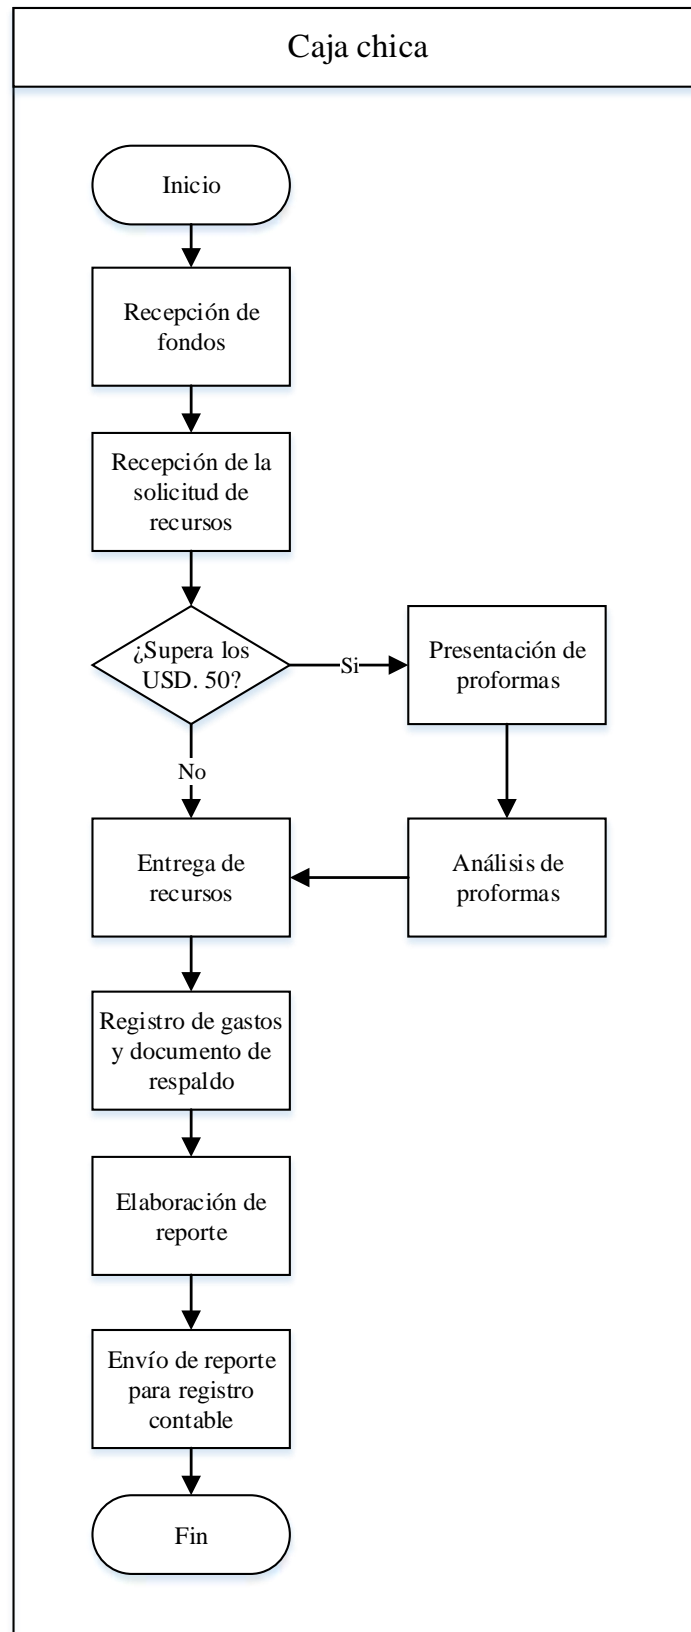 Caja chica
Inicio
Recepción de
fondos
Recepción de la
solicitud de
recursos
¿Supera los
USD. 50?
Si
Presentación de
proformas
No
Entrega de
recursos
Análisis de
proformas
Registro de gastos
y documento de
respaldo
Elaboración de
reporte
Envío de reporte
para registro
contable
Fin